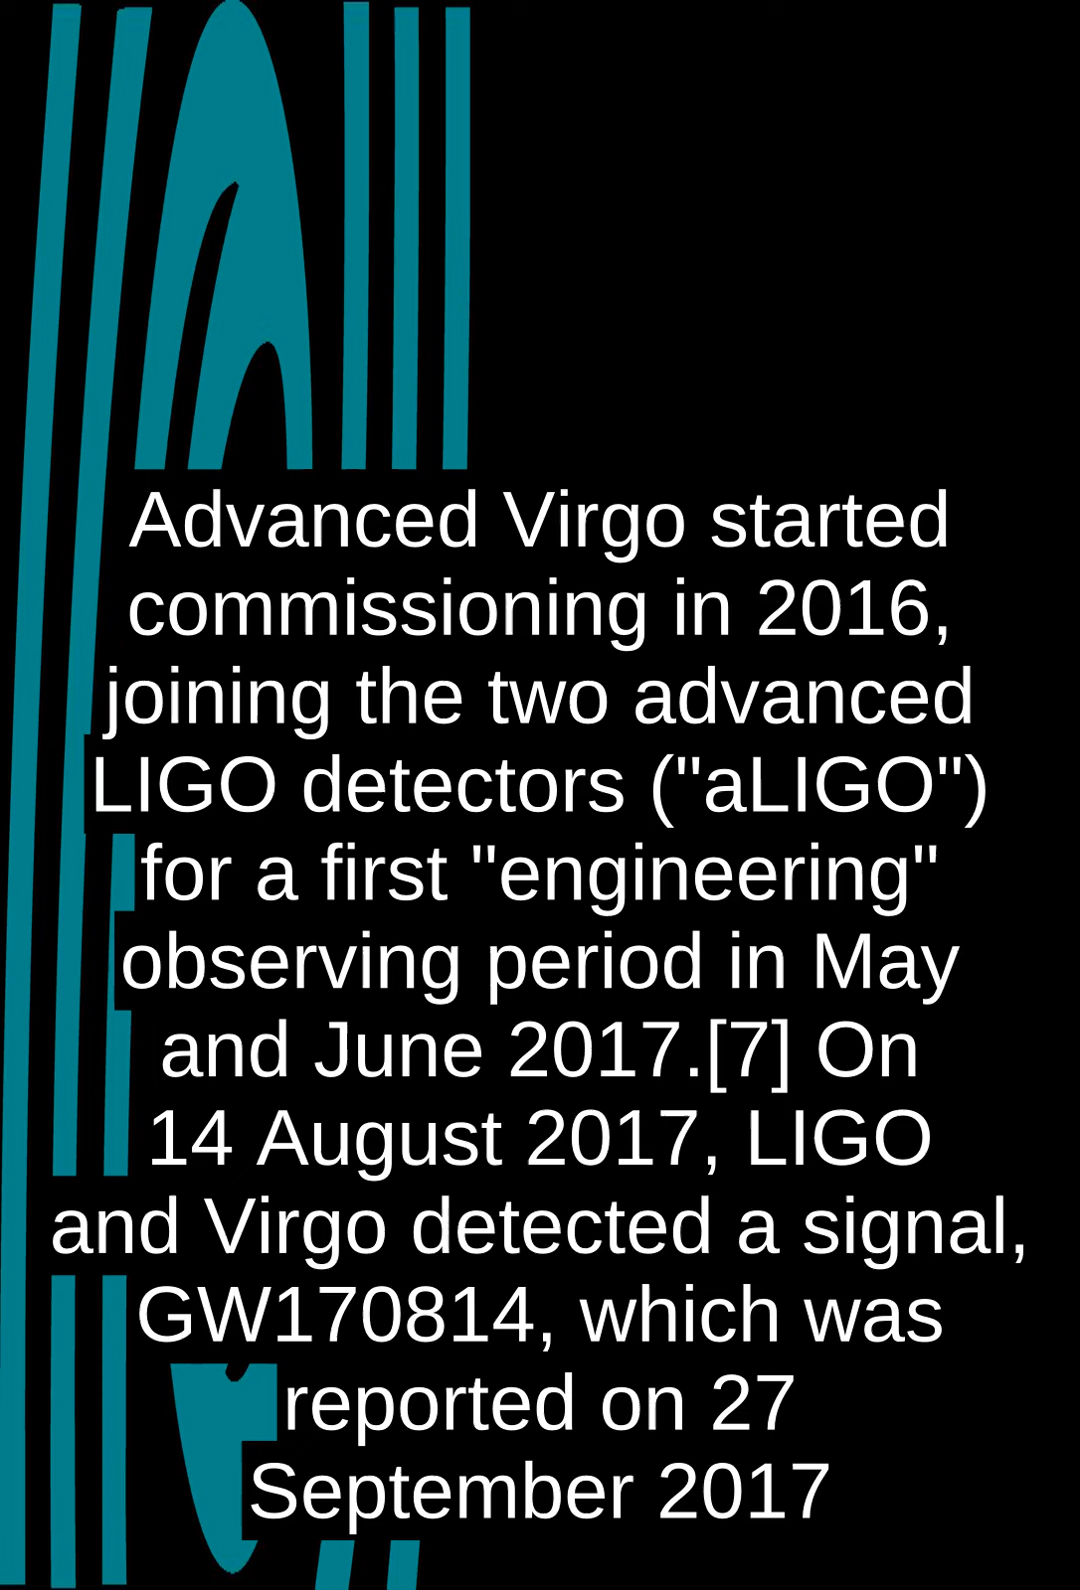 Advanced Virgo started
commissioning in 2016,
joining the two advanced
LIGO detectors ("aLIGO")
for a first "engineering"
observing period in May
and June 2017.[7] On
14 August 2017, LIGO
and Virgo detected a signal,
GW170814, which was
reported on 27
September 2017